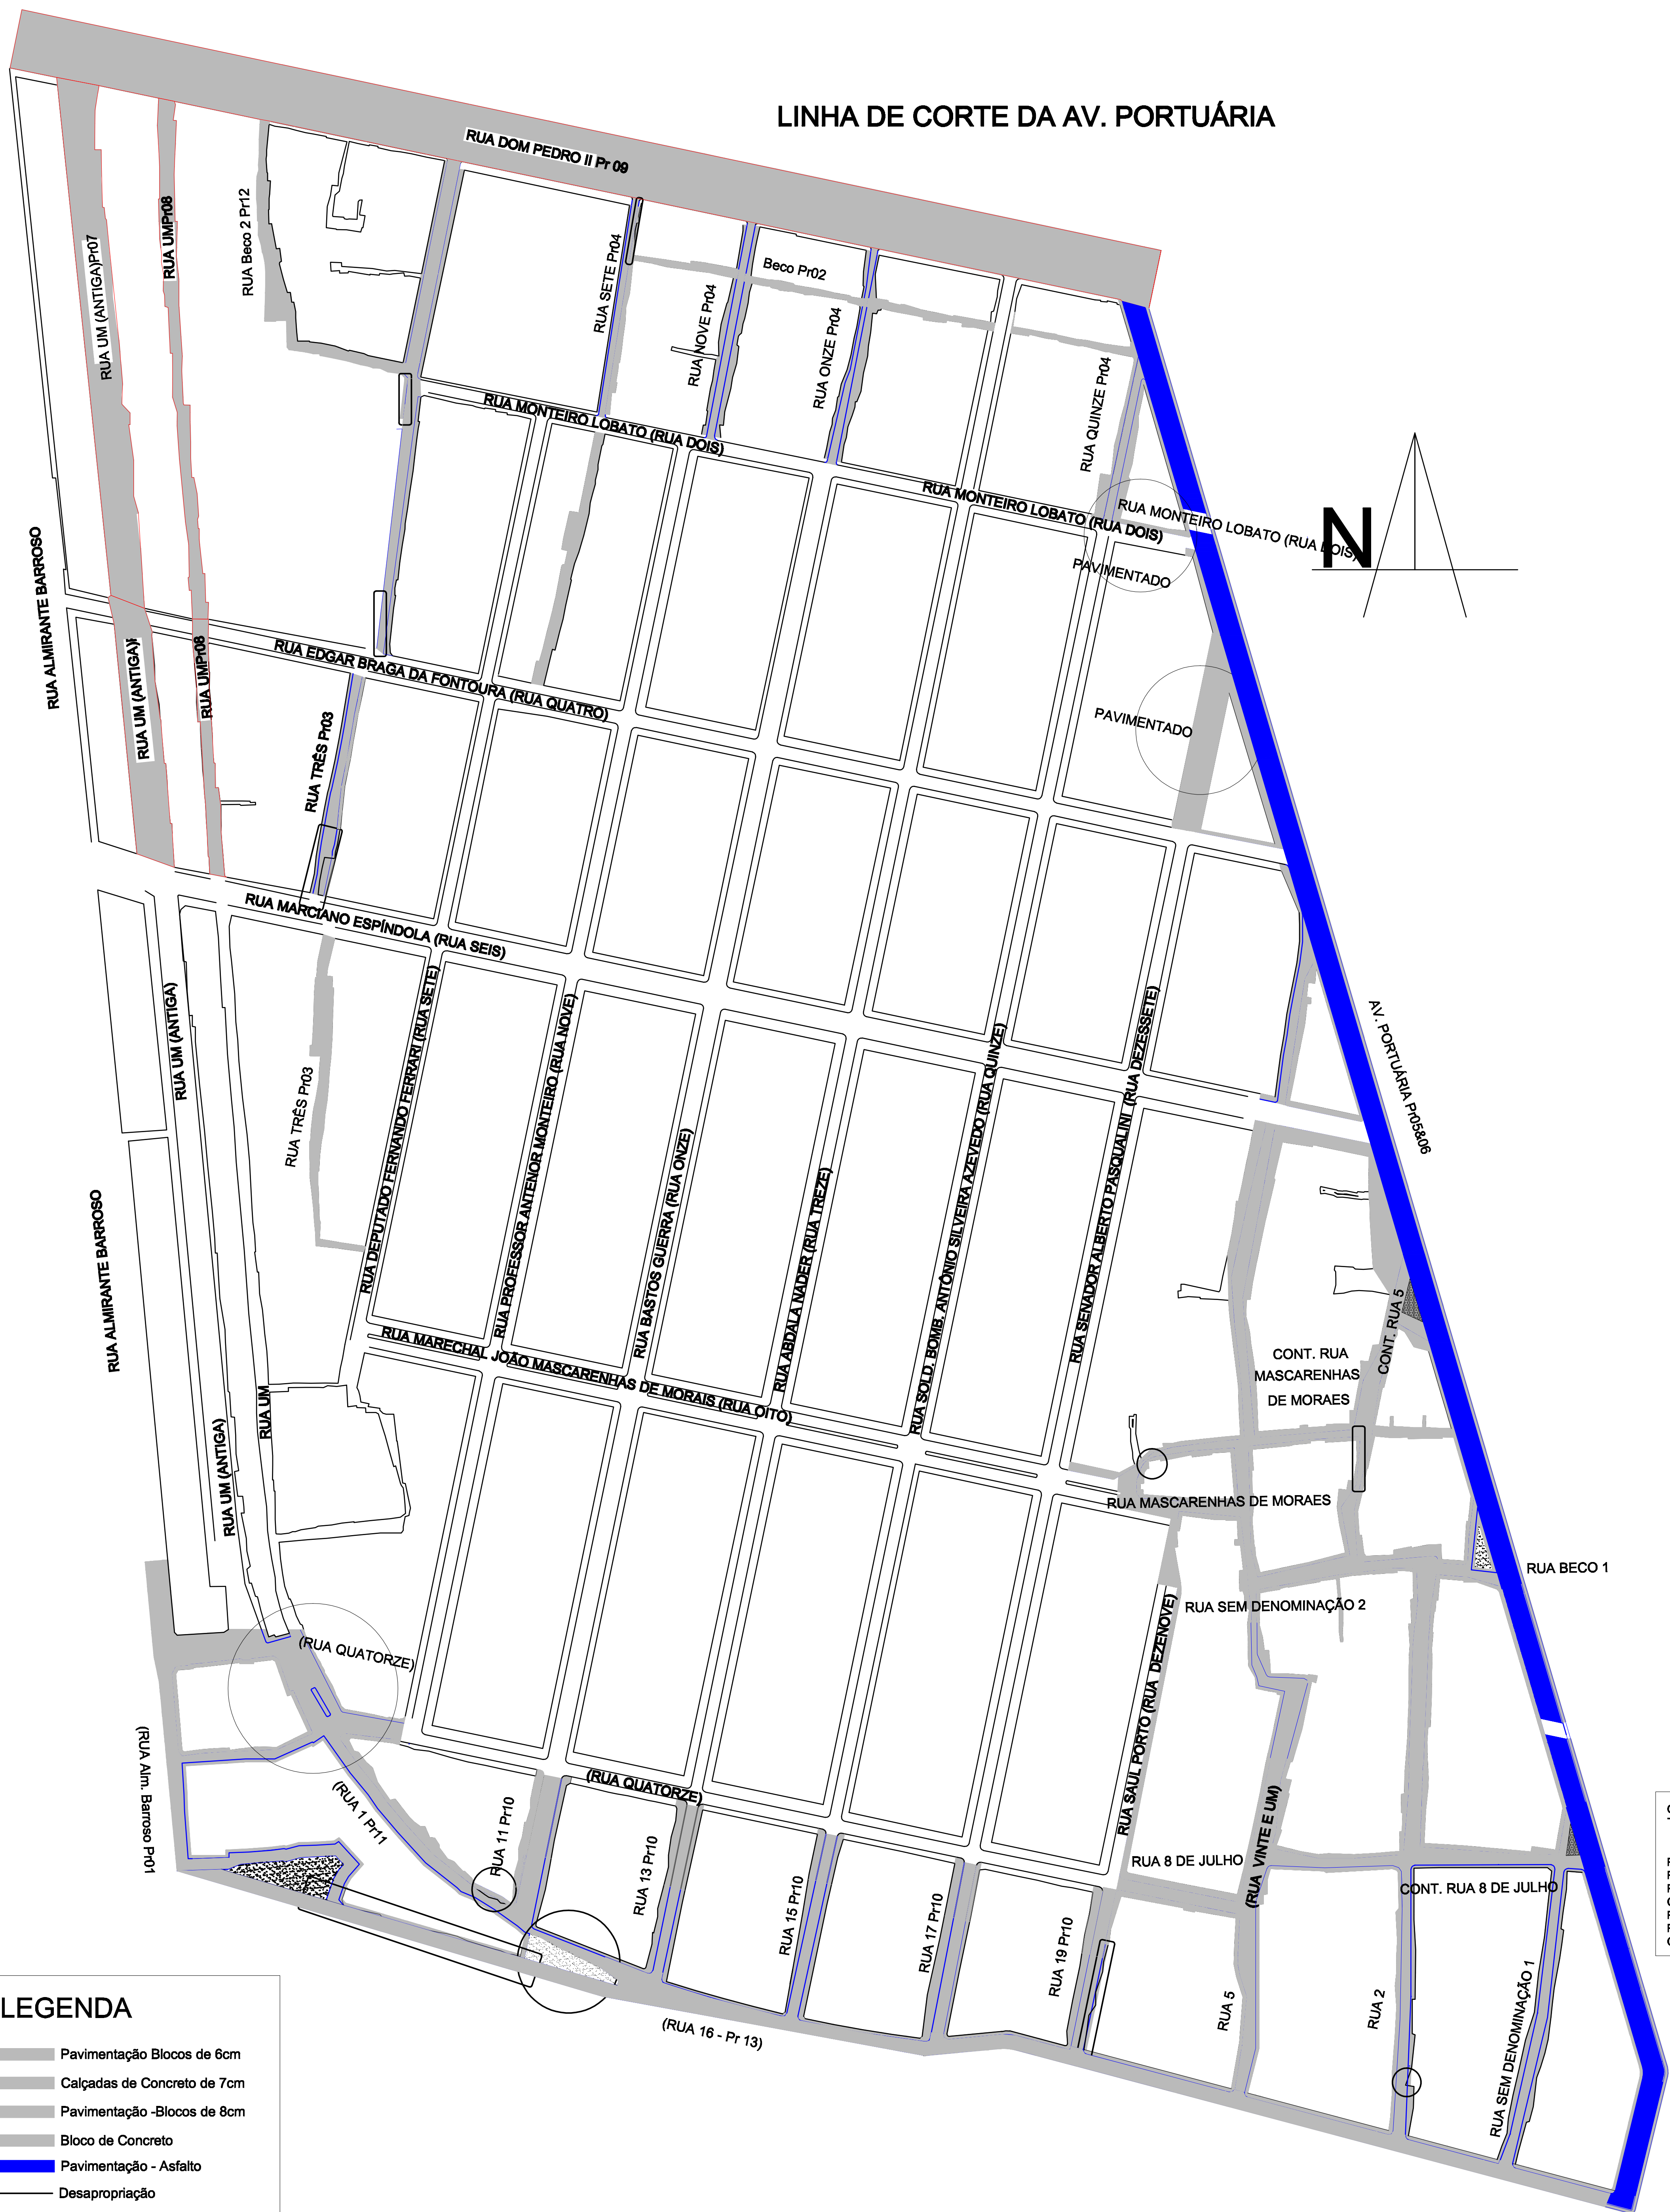 LINHA DE CORTE DA AV. PORTUÁRIA
RUA DOM PEDRO II Pr 09
RUA UM (ANTIGA)Pr07
RUA UMPr08
RUA Beco 2 Pr12
RUA SETE Pr04
RUA NOVE Pr04
Beco Pr02
RUA ONZE Pr04
RUA QUINZE Pr04
RUA MONTEIRO LOBATO (RUA DOIS)
RUA MONTEIRO LOBATO (RUA DOIS)
RUA MONTEIRO LOBATO (RUA DOIS)
N
PAVIMENTADO
PAVIMENTADO
RUA ALMIRANTE BARROSO
RUA UM (ANTIGA)
RUA UMPr08
RUA EDGAR BRAGA DA FONTOURA (RUA QUATRO)
RUA TRÊS Pr03
RUA MARCIANO ESPÍNDOLA (RUA SEIS)
RUA UM (ANTIGA)
RUA TRÊS Pr03
RUA DEPUTADO FERNANDO FERRARI (RUA SETE)
RUA PROFESSOR ANTENOR MONTEIRO (RUA NOVE)
RUA BASTOS GUERRA (RUA ONZE)
RUA ABDALA NADER (RUA TREZE)
RUA SOLD. BOMB. ANTÔNIO SILVEIRA AZEVEDO (RUA QUINZE)
RUA SENADOR ALBERTO PASQUALINI (RUA DEZESSETE)
AV. PORTUÁRIA Pr05&06
RUA ALMIRANTE BARROSO
RUA MARECHAL JOÃO MASCARENHAS DE MORAIS (RUA OITO)
CONT. RUA
MASCARENHAS
DE MORAES
CONT. RUA 5
RUA UM
RUA UM (ANTIGA)
RUA MASCARENHAS DE MORAES
RUA BECO 1
RUA SEM DENOMINAÇÃO 2
RUA SAUL PORTO (RUA DEZENOVE)
(RUA QUATORZE)
(RUA QUATORZE)
(RUA Alm. Barroso Pr01
(RUA 1 Pr11
RUA 11 Pr10
RUA 13 Pr10
RUA 15 Pr10
RUA 17 Pr10
RUA 19 Pr10
RUA 8 DE JULHO
(RUA VINTE E UM)
CONT. RUA 8 DE JULHO
RUA 5
RUA 2
RUA SEM DENOMINAÇÃO 1
(RUA 16 - Pr 13)
LEGENDA
Pavimentação Blocos de 6cm
Calçadas de Concreto de 7cm
Pavimentação -Blocos de 8cm
Bloco de Concreto
Pavimentação - Asfalto
Desapropriação